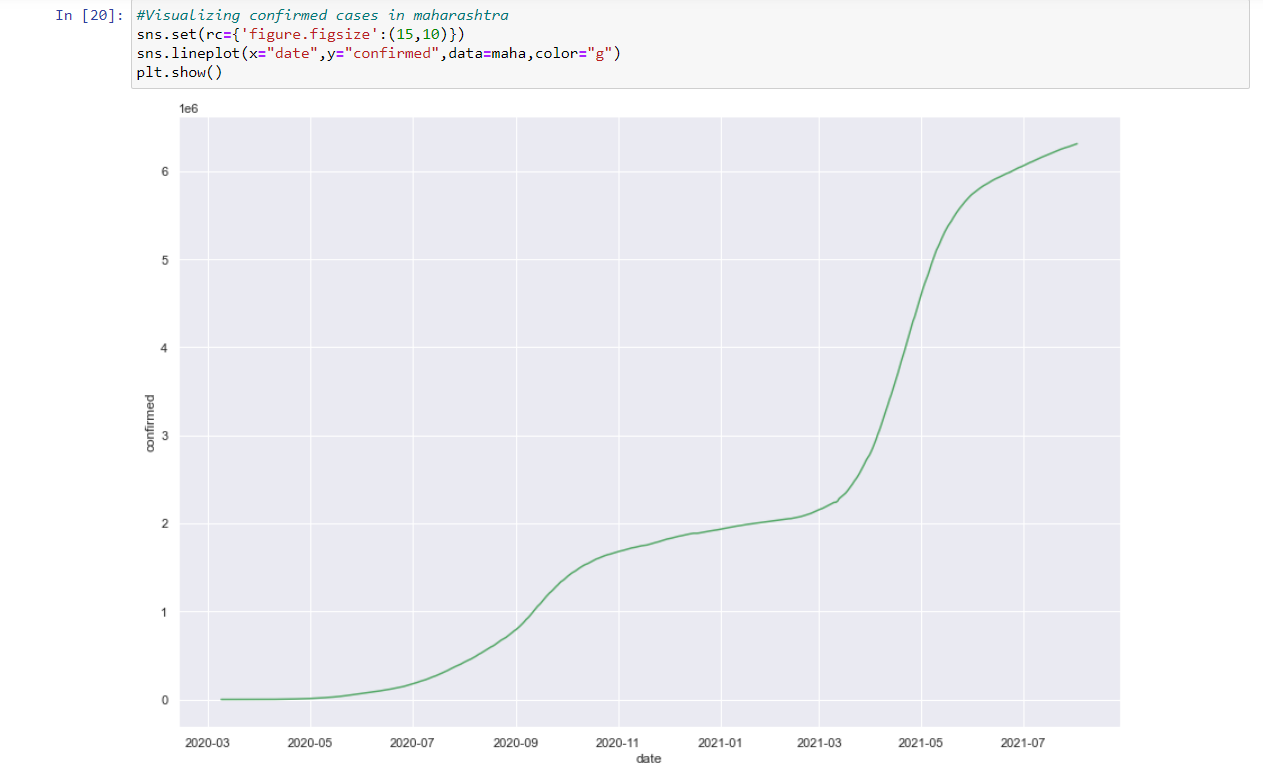 In [20]: #Visualizing confirmed cases in maharashtra
sns.set(rc={'figure.figsize':(15,10)})
sns.lineplot(x="date",y="confirmed",data=maha,color="g")
plt.show()
1e6
6
5
4
3
2
1
0
confirmed
2020-03 2020-05 2020-07 2020-09 2020-11 2021-01 2021-03 2021-05 2021-07
date